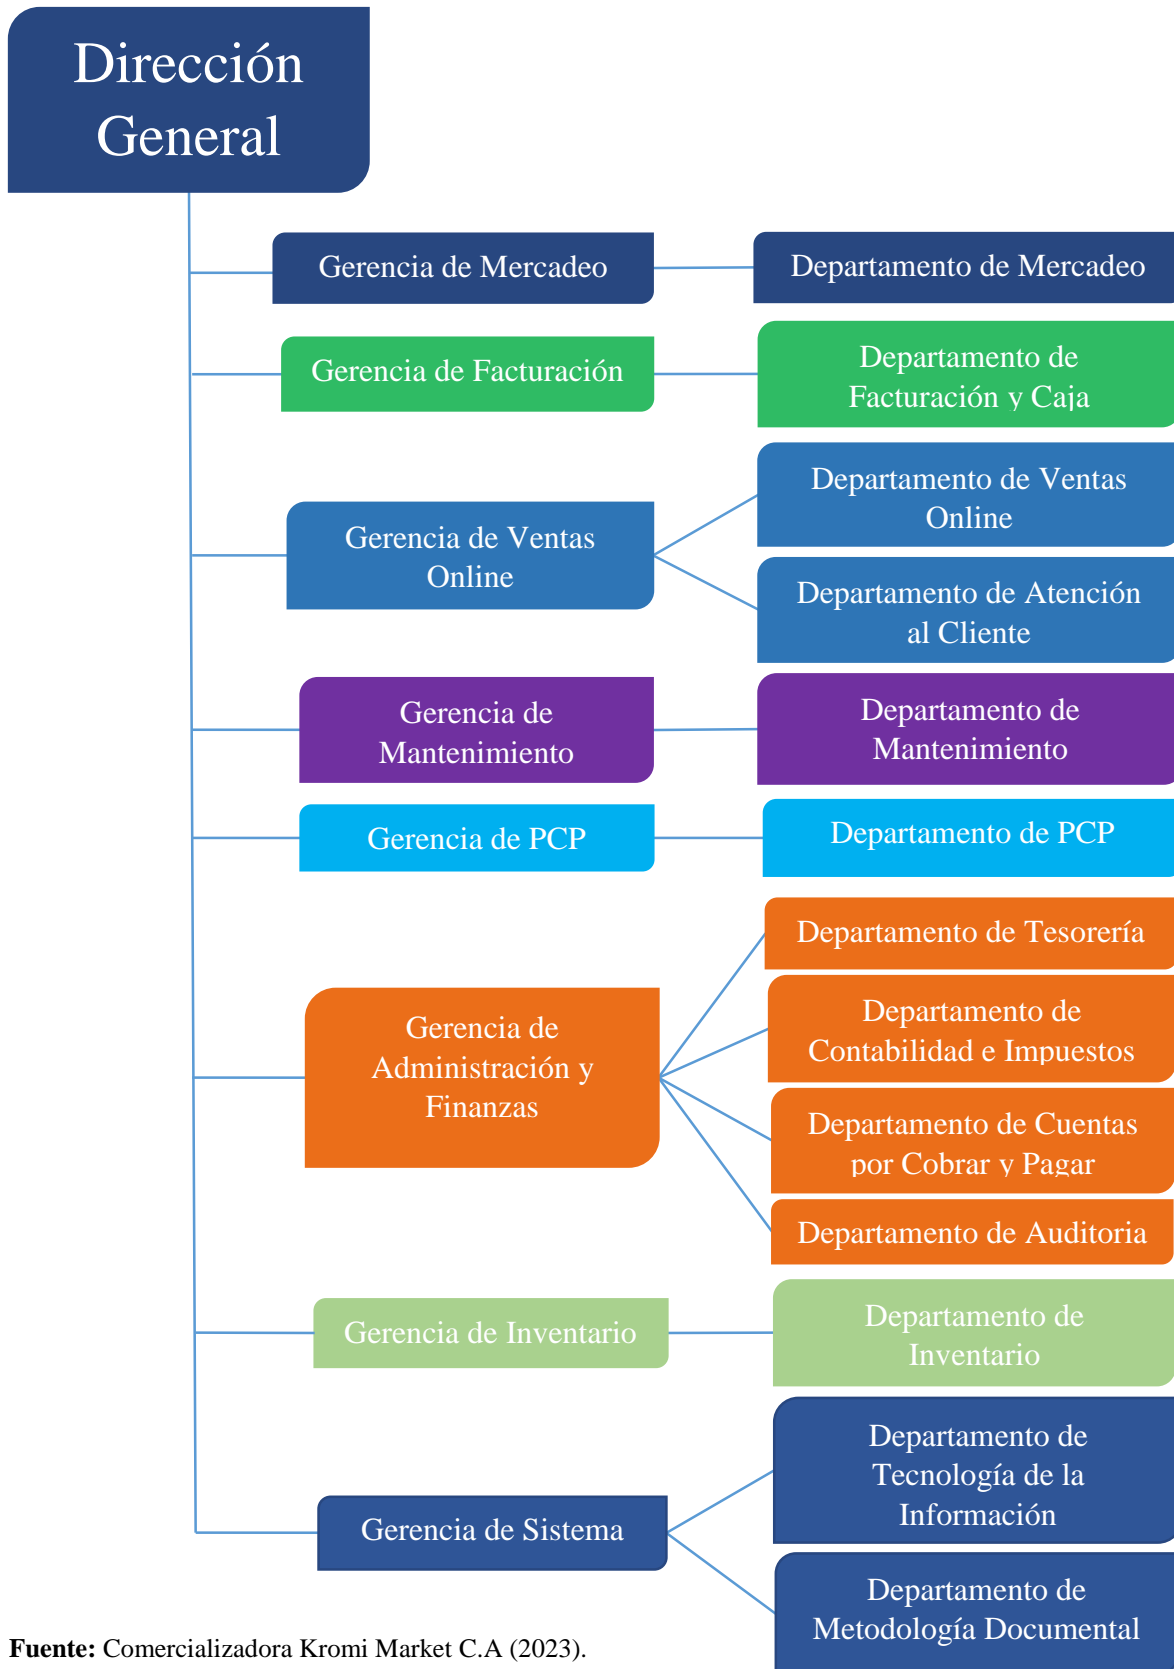 Dirección
General
Gerencia de Mercadeo
Departamento de Mercadeo
Gerencia de Facturación
Departamento de
Facturación y Caja
Gerencia de Ventas
Online
Departamento de Ventas
Online
Departamento de Atención
al Cliente
Gerencia de
Mantenimiento
Departamento de
Mantenimiento
Gerencia de PCP
Departamento de PCP
Gerencia de
Administración y
Finanzas
Departamento de Tesorería
Departamento de
Contabilidad e Impuestos
Departamento de Cuentas
por Cobrar y Pagar
Departamento de Auditoria
Gerencia de Inventario
Departamento de
Inventario
Gerencia de Sistema
Departamento de
Tecnología de la
Información
Departamento de
Metodología Documental
Fuente: Comercializadora Kromi Market C.A (2023).